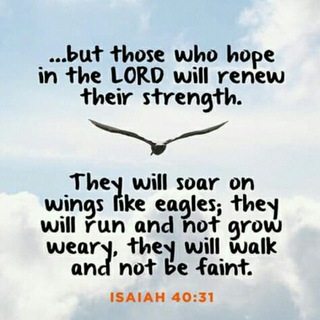 ...but those who hope
in the LORD will renew
their strength.
They will soar on
wings like eagles; they
will run and not grow
weary, they will walk
and not be faint.
ISAIAH 40:31